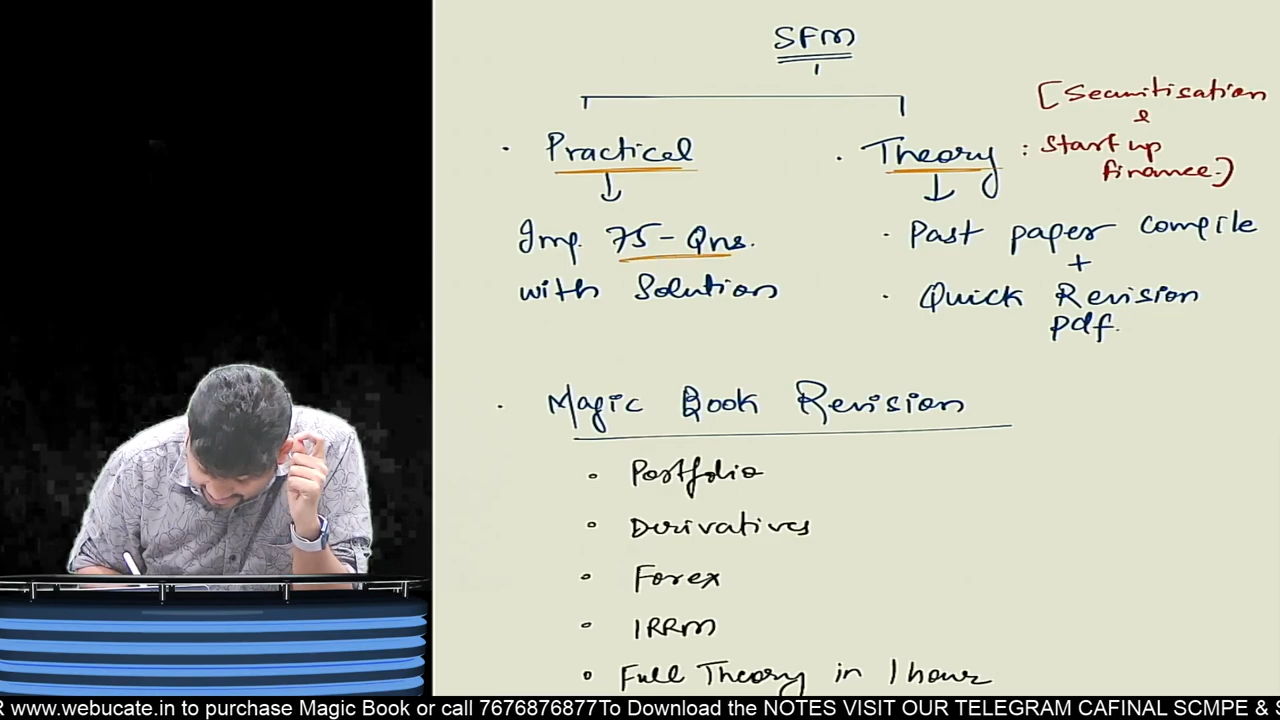 SFM
[Securitisation
&
· Practical
· Theory : Start up
finance.]
Imp. 75 - Qns.
with Solution
· Past paper compile
+
· Quick Revision
pdf.
· Magic Book Revision
Portfolio
Derivatives
Forex
IRRM
Full Theory in 1 hour
R www.webucate.in to purchase Magic Book or call 7676876877To Download the NOTES VISIT OUR TELEGRAM CAFINAL SCMPE & S